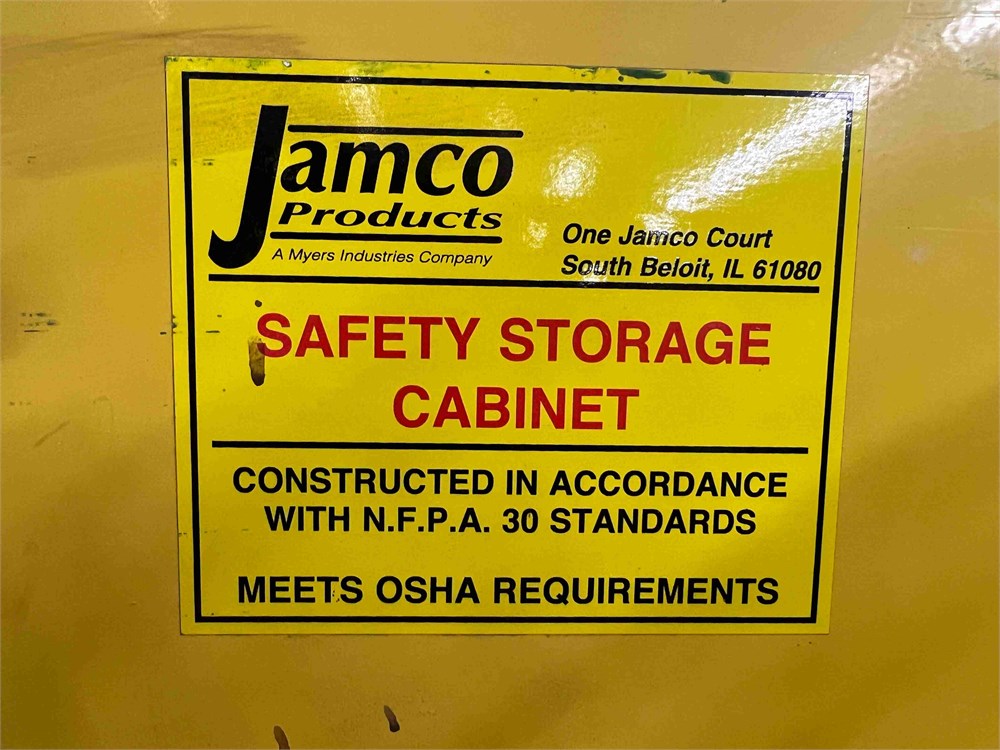 Jamco
Products
A Myers Industries Company
One Jamco Court
South Beloit, IL 61080
SAFETY STORAGE
CABINET
CONSTRUCTED IN ACCORDANCE
WITH N.F.P.A. 30 STANDARDS
MEETS OSHA REQUIREMENTS